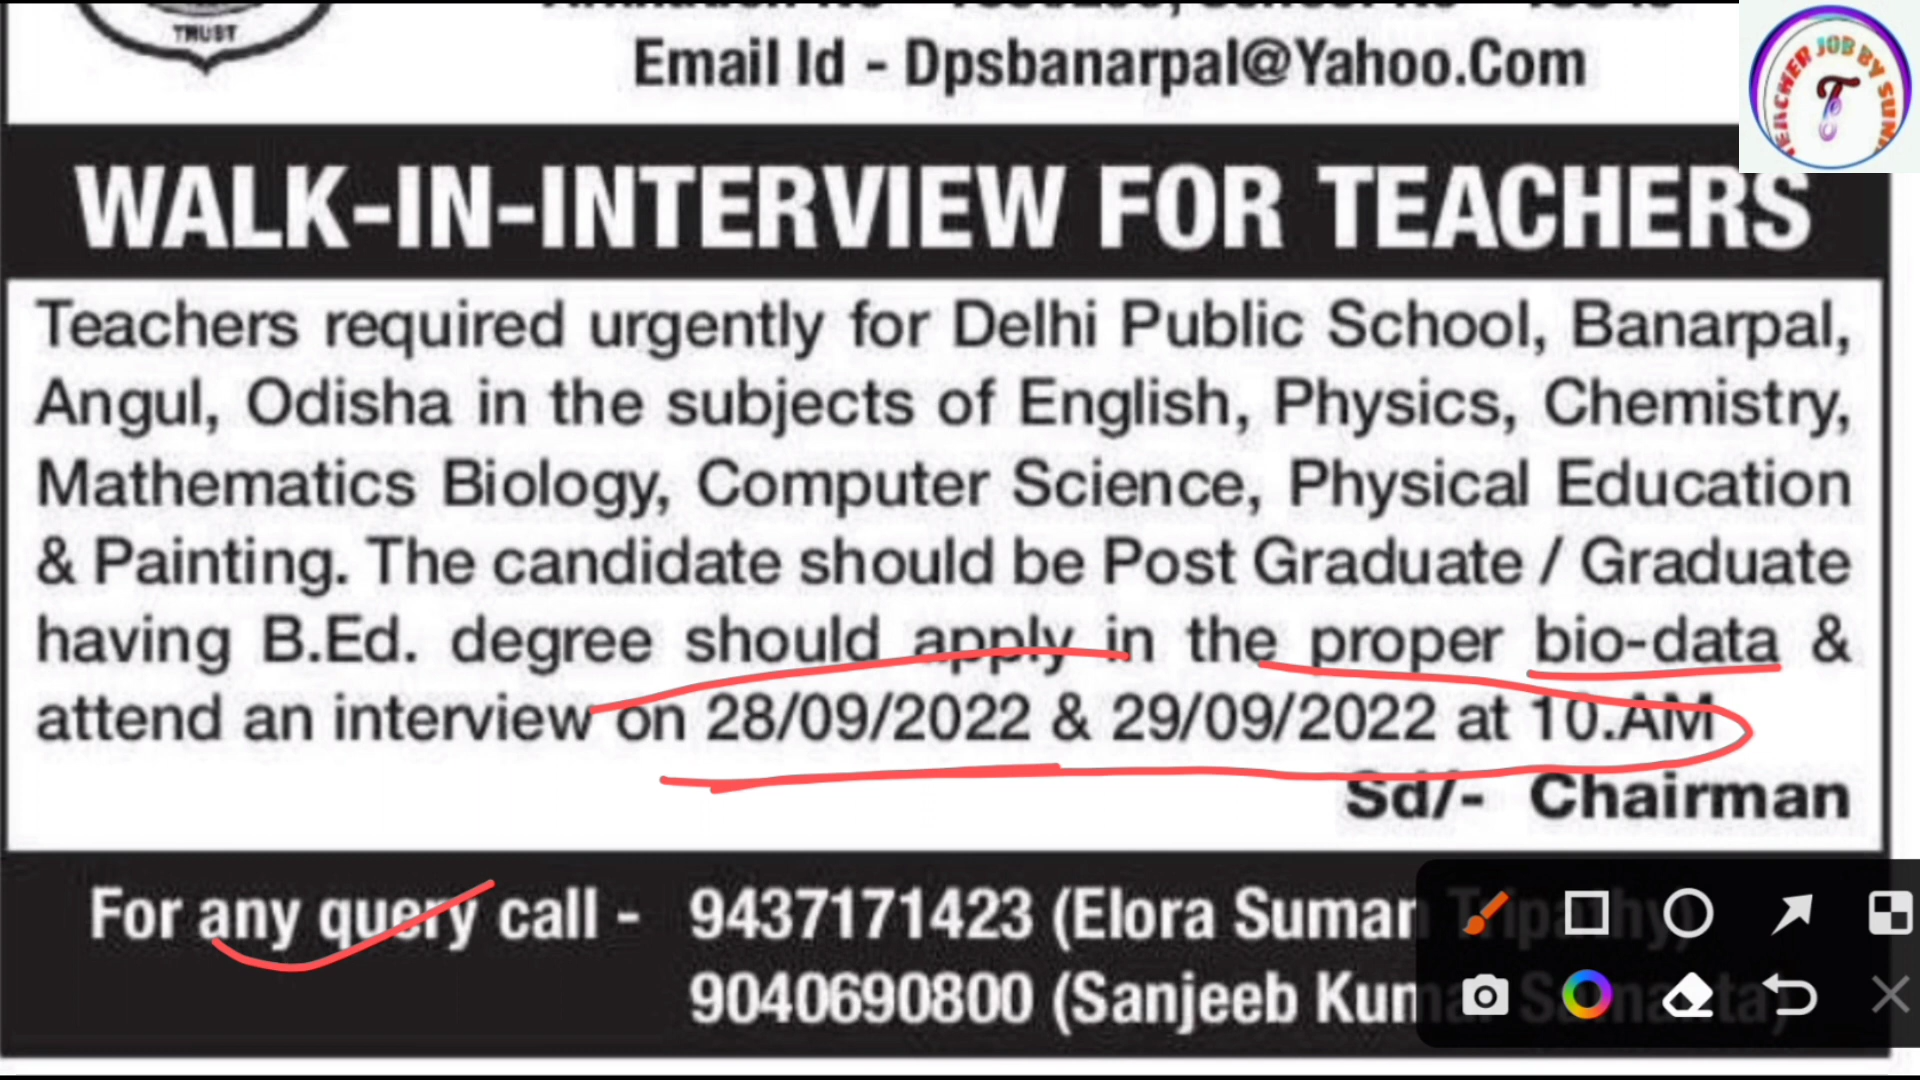 TRUST
Email Id - Dpsbanarpal@Yahoo.Com
TEACHER JOB BY
T
WALK-IN-INTERVIEW FOR TEACHERS
Teachers required urgently for Delhi Public School, Banarpal,
Angul, Odisha in the subjects of English, Physics, Chemistry,
Mathematics Biology, Computer Science, Physical Education
& Painting. The candidate should be Post Graduate / Graduate
having B.Ed. degree should apply in the proper bio-data &
attend an interview on 28/09/2022 & 29/09/2022 at 10.AM
Sd/- Chairman
For any query call - 9437171423 (Elora Suman Tripathy)
9040690800 (Sanjeeb Kumar